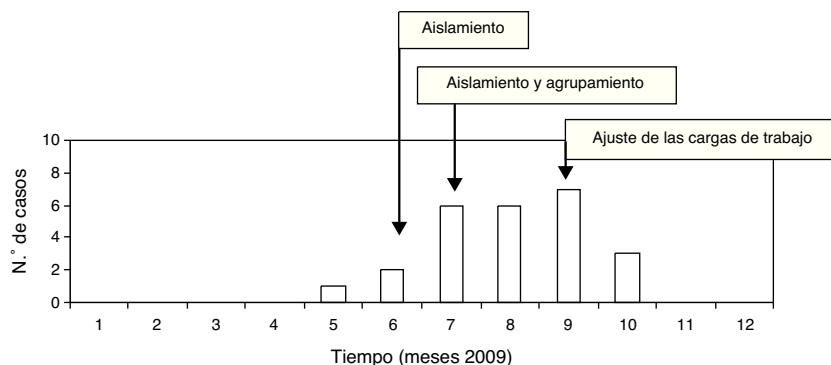 Aislamiento
Aislamiento y agrupamiento
Ajuste de las cargas de trabajo
10
8
6
4
2
0
N.° de casos
1 2 3 4 5 6 7 8 9 10 11 12
Tiempo (meses 2009)